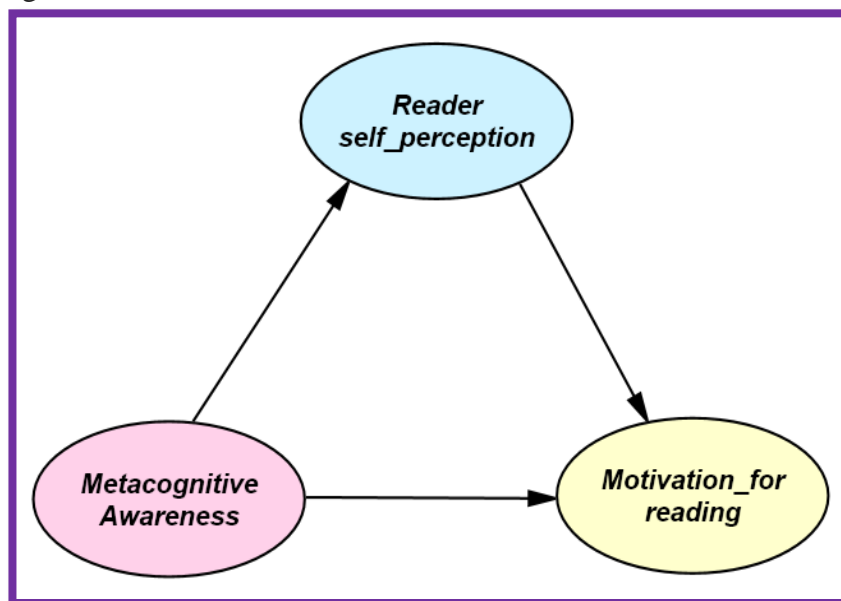 Reader
self_perception
Metacognitive
Awareness
Motivation_for
reading